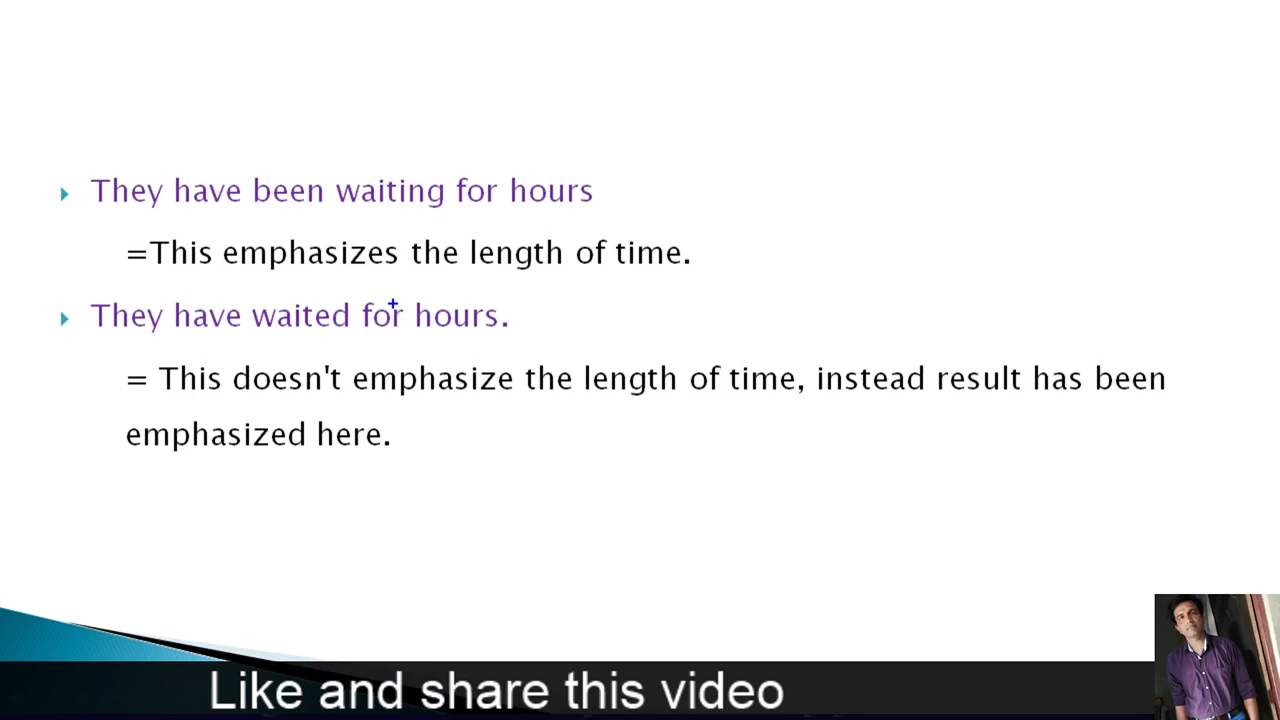 They have been waiting for hours
=This emphasizes the length of time.
They have waited for hours.
= This doesn't emphasize the length of time, instead result has been
emphasized here.
Like and share this video